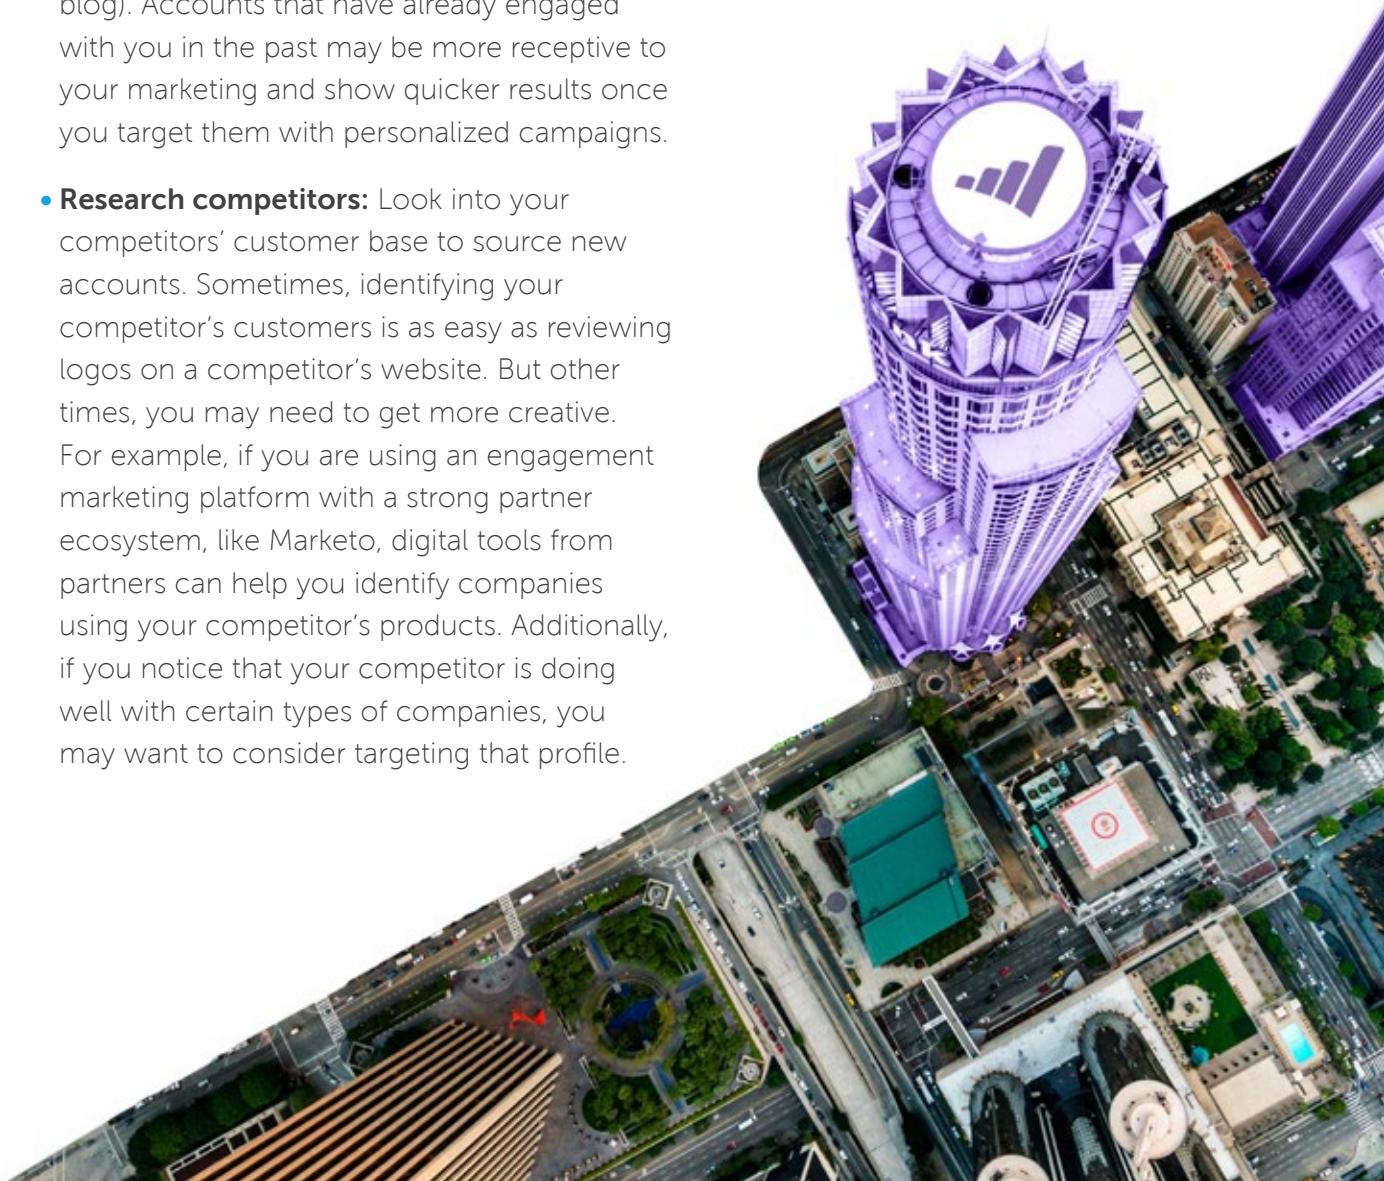 blog). Accounts that have already engaged
with you in the past may be more receptive to
your marketing and show quicker results once
you target them with personalized campaigns.
• Research competitors: Look into your
competitors’ customer base to source new
accounts. Sometimes, identifying your
competitor’s customers is as easy as reviewing
logos on a competitor’s website. But other
times, you may need to get more creative.
For example, if you are using an engagement
marketing platform with a strong partner
ecosystem, like Marketo, digital tools from
partners can help you identify companies
using your competitor’s products. Additionally,
if you notice that your competitor is doing
well with certain types of companies, you
may want to consider targeting that profile.